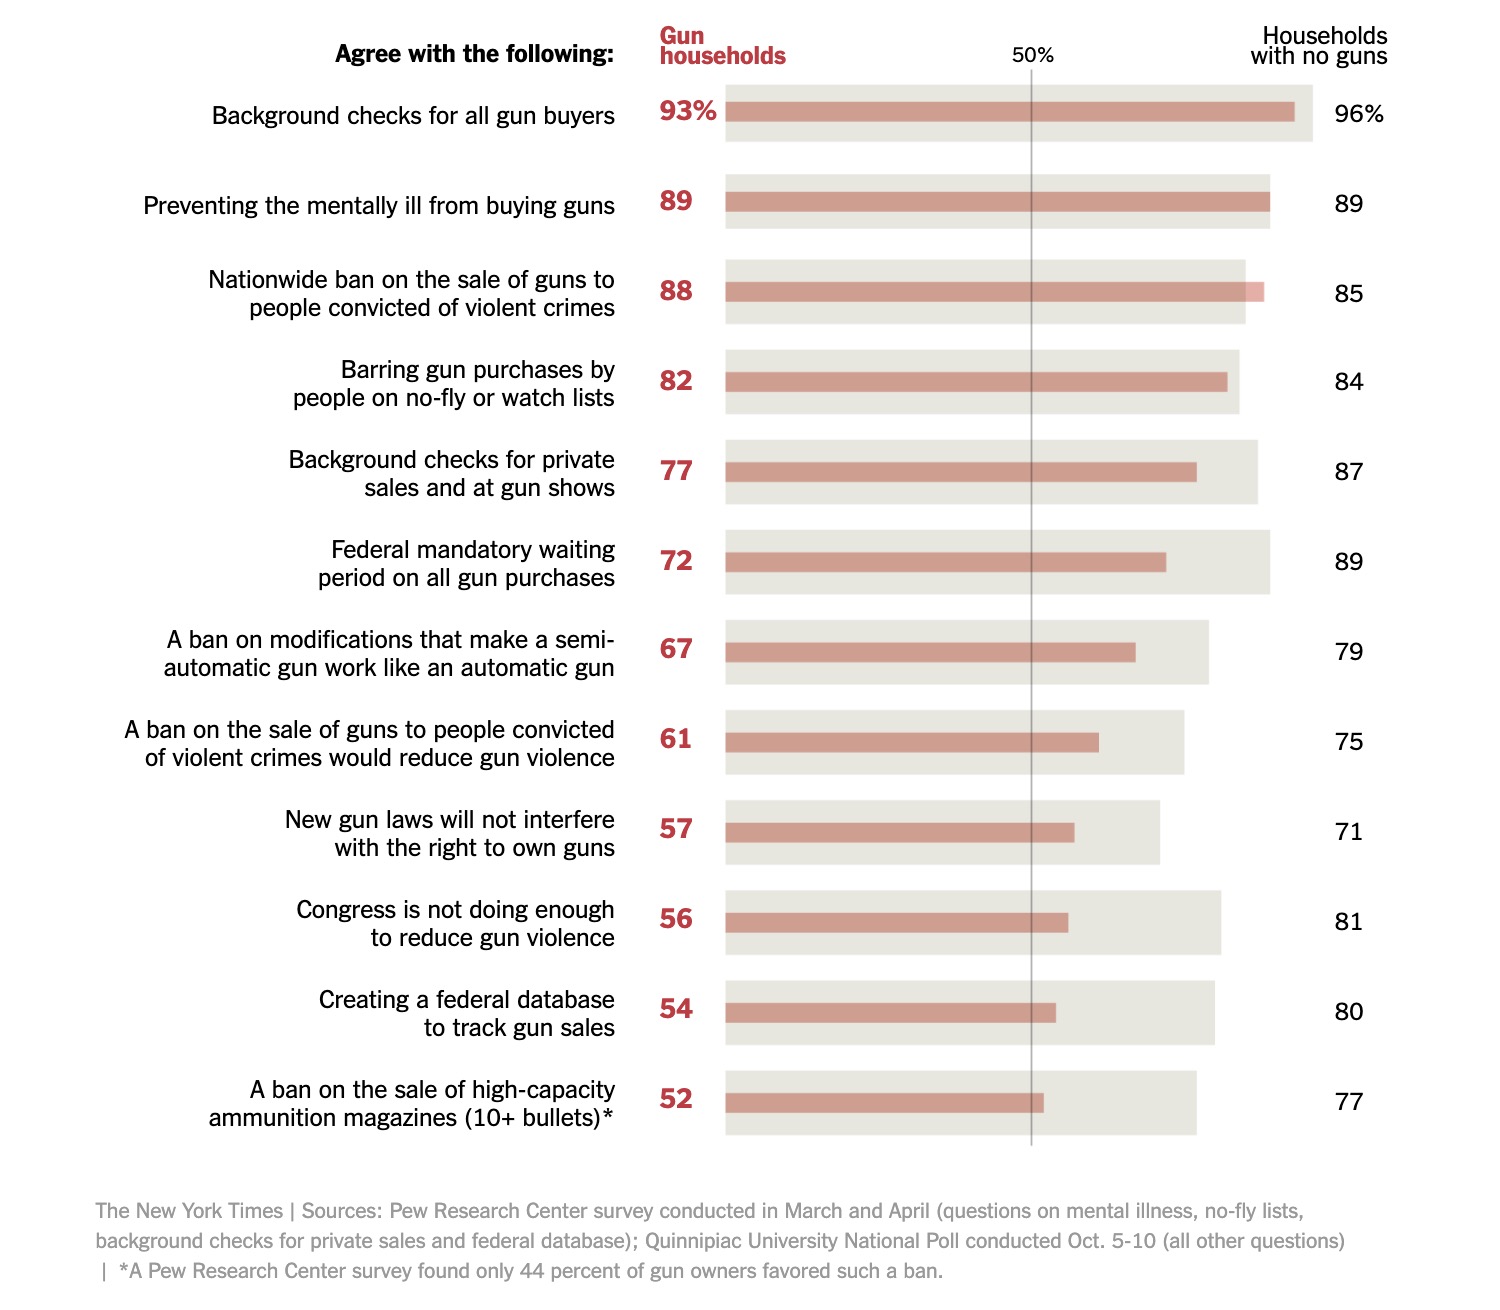 Agree with the following:
Gun
households
50%
Households
with no guns
Background checks for all gun buyers
93%
96%
Preventing the mentally ill from buying guns
89
89
Nationwide ban on the sale of guns to
people convicted of violent crimes
88
85
Barring gun purchases by
people on no-fly or watch lists
82
84
Background checks for private
sales and at gun shows
77
87
Federal mandatory waiting
period on all gun purchases
72
89
A ban on modifications that make a semi-
automatic gun work like an automatic gun
67
79
A ban on the sale of guns to people convicted
of violent crimes would reduce gun violence
61
75
New gun laws will not interfere
with the right to own guns
57
71
Congress is not doing enough
to reduce gun violence
56
81
Creating a federal database
to track gun sales
54
80
A ban on the sale of high-capacity
ammunition magazines (10+ bullets)*
52
77
The New York Times | Sources: Pew Research Center survey conducted in March and April (questions on mental illness, no-fly lists,
background checks for private sales and federal database); Quinnipiac University National Poll conducted Oct. 5-10 (all other questions)
| *A Pew Research Center survey found only 44 percent of gun owners favored such a ban.